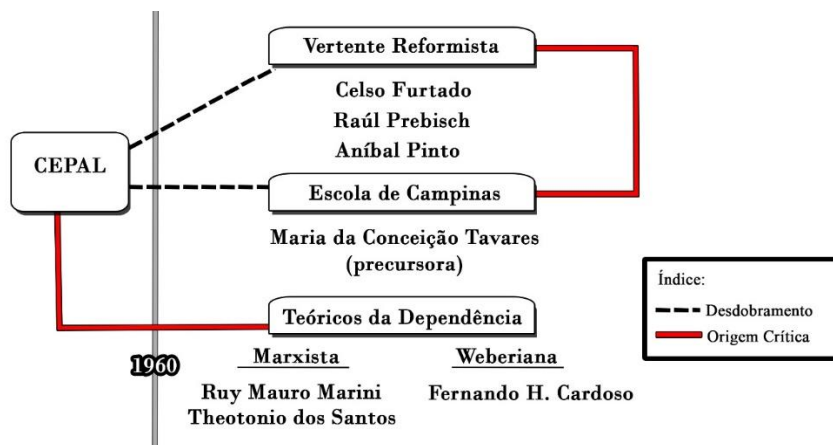 Vertente Reformista
Celso Furtado
Raúl Prebisch
Aníbal Pinto
CEPAL
Escola de Campinas
Maria da Conceição Tavares
(precursora)
Teóricos da Dependência
1960
Marxista
Ruy Mauro Marini
Theotonio dos Santos
Weberiana
Fernando H. Cardoso
Índice:
Desdobramento
Origem Crítica